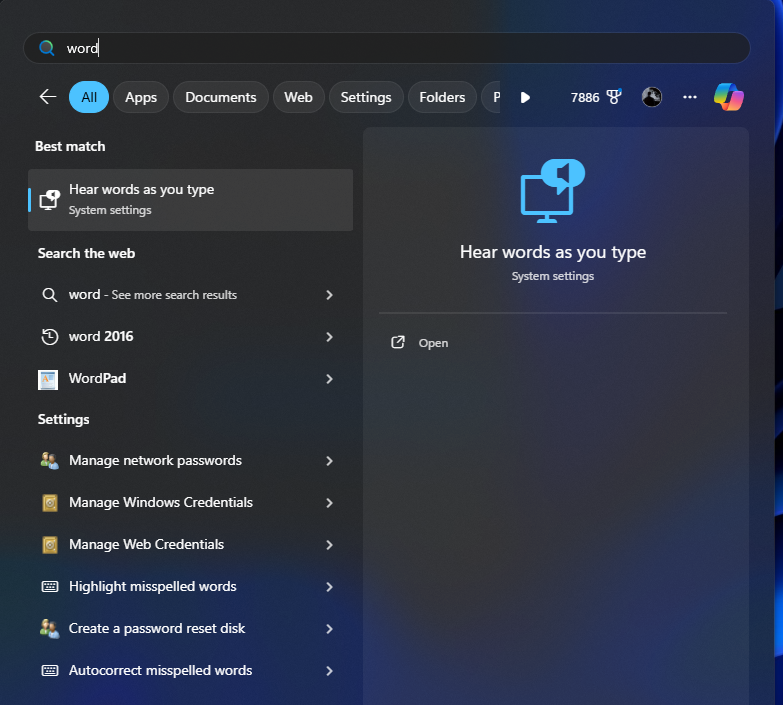 word
All
Apps
Documents
Web
Settings
Folders
P
7886
Best match
Hear words as you type
System settings
Search the web
word - See more search results
word 2016
WordPad
Settings
Manage network passwords
Manage Windows Credentials
Manage Web Credentials
Highlight misspelled words
Create a password reset disk
Autocorrect misspelled words
Hear words as you type
System settings
Open